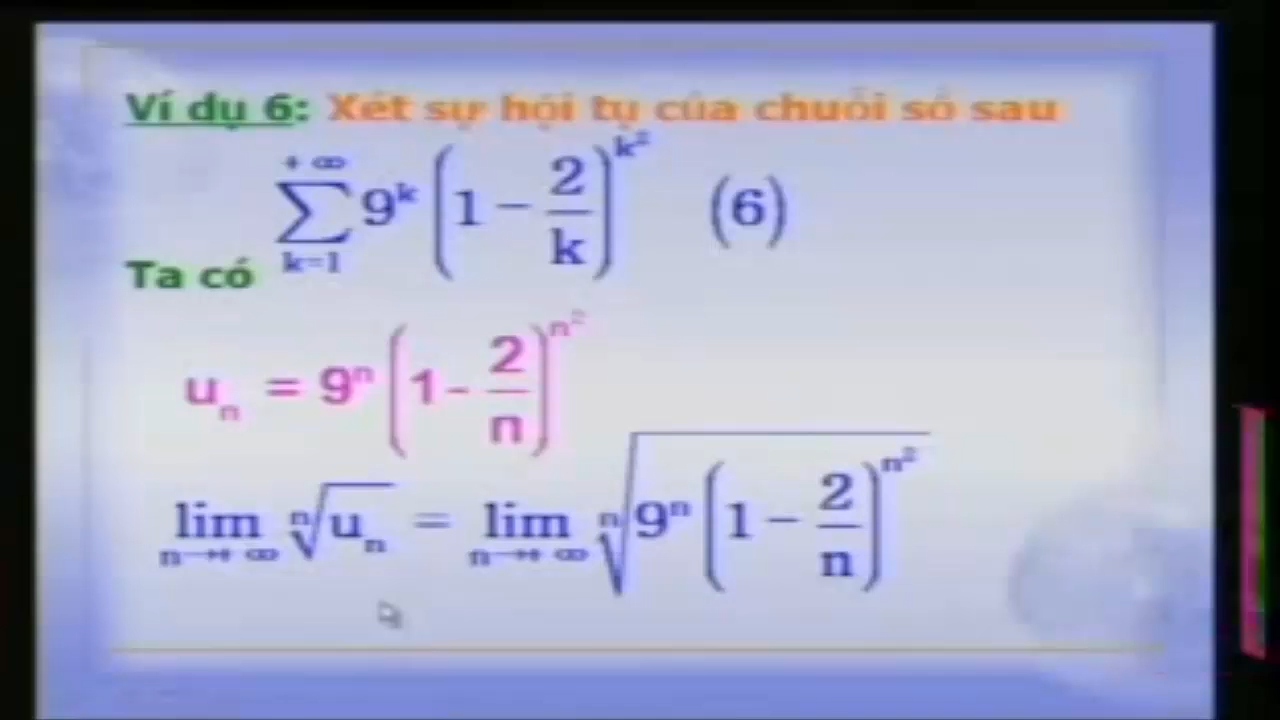 Ví dụ 6: Xét sự hội tụ của chuỗi số sau
+∞ ∑ k=1 9^k (1 − 2/k)^k² (6)
Ta có
u_n = 9^n (1 - 2/n)^n²
lim n→+∞ ⁿ√u_n = lim n→+∞ ⁿ√9^n (1 − 2/n)^n²